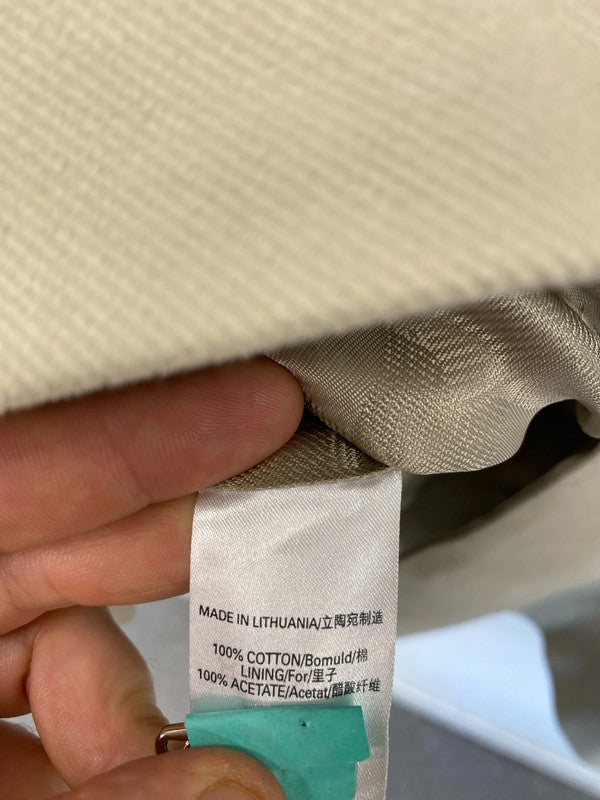 MADE IN LITHUANIA/立陶宛制造
100% COTTON/Bomuld/棉
LINING/For/里子
100% ACETATE/Acetat/醋酸纤维